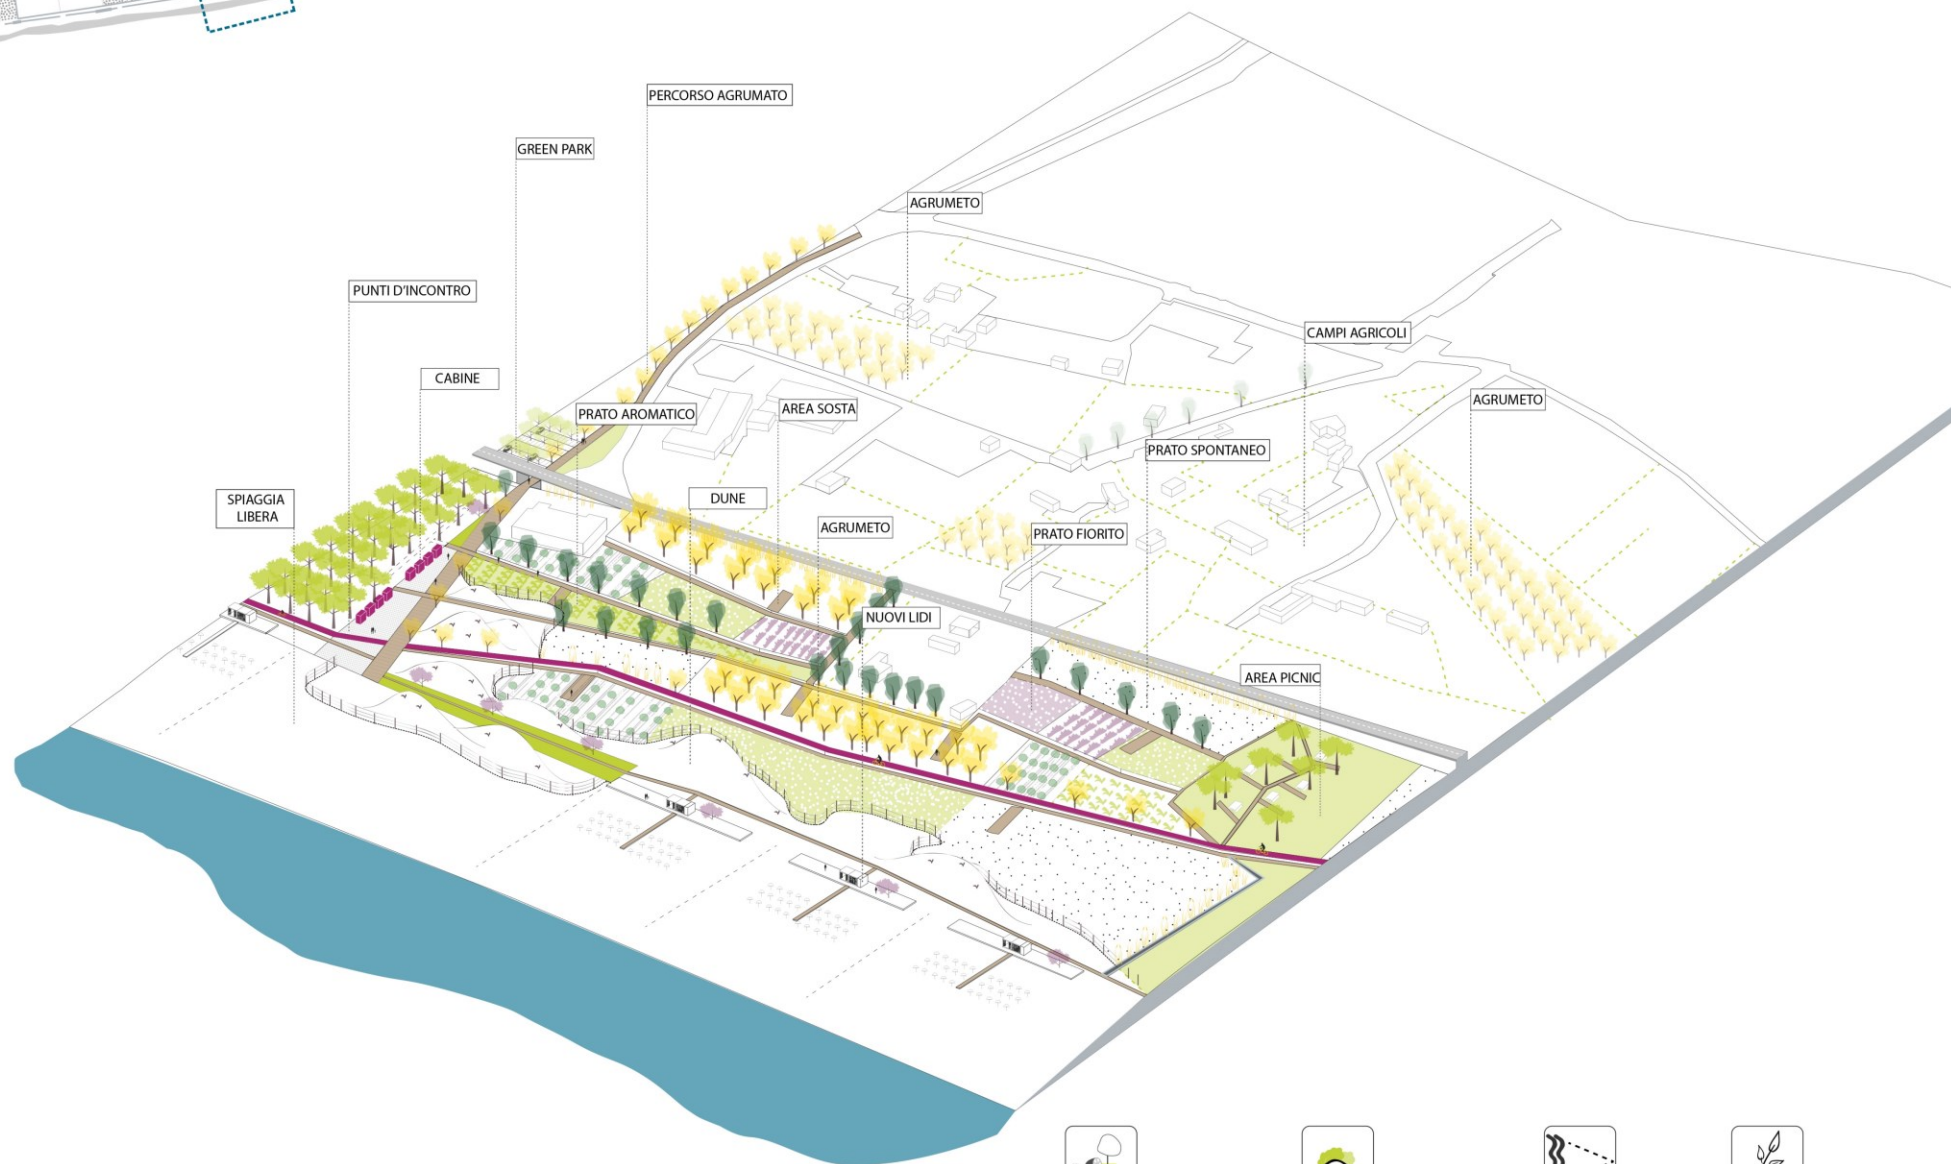 PERCORSO AGRUMATO
GREEN PARK
AGRUMETO
PUNTI D'INCONTRO
CAMPI AGRICOLI
CABINE
AGRUMETO
PRATO AROMATICO
AREA SOSTA
PRATO SPONTANEO
SPIAGGIA
LIBERA
DUNE
AGRUMETO
PRATO FIORITO
NUOVI LIDI
AREA PICNIC